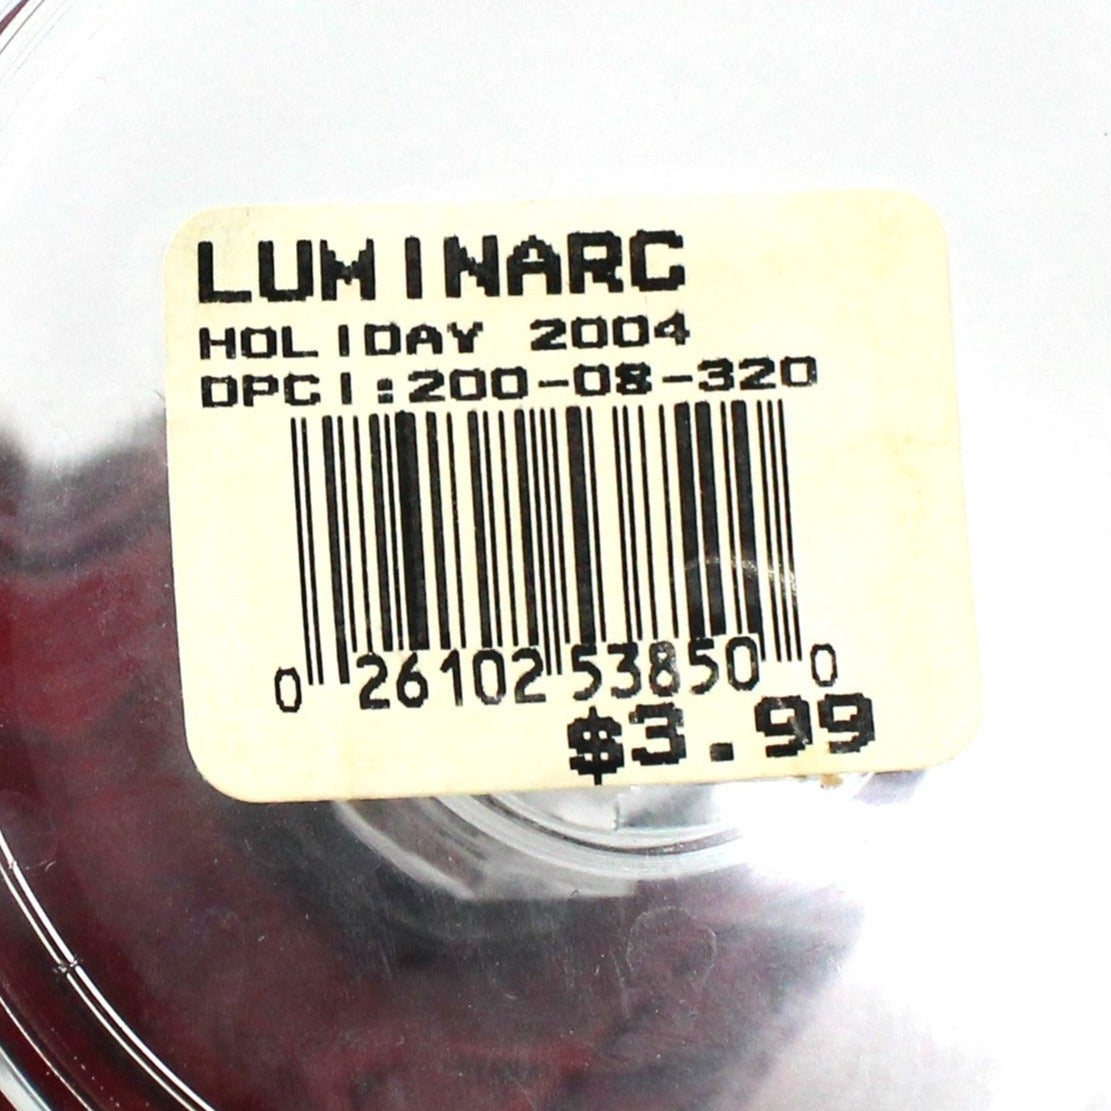 LUMINARC
HOLIDAY 2004
DPCI:200-08-320
0 26102 53850 0
$3.99